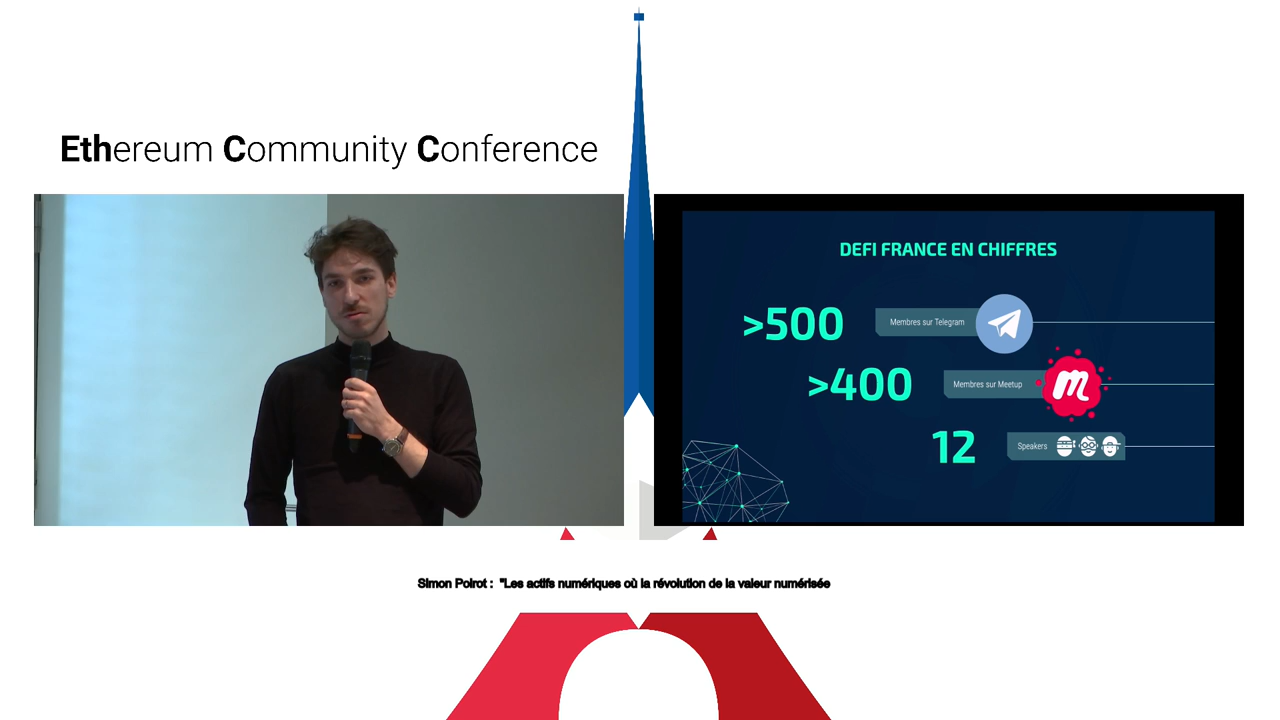 Ethereum Community Conference
DEFI FRANCE EN CHIFFRES
>500
Membres sur Telegram
>400
Membres sur Meetup
12
Speakers
Simon Poirot : "Les actifs numériques où la révolution de la valeur numérisée